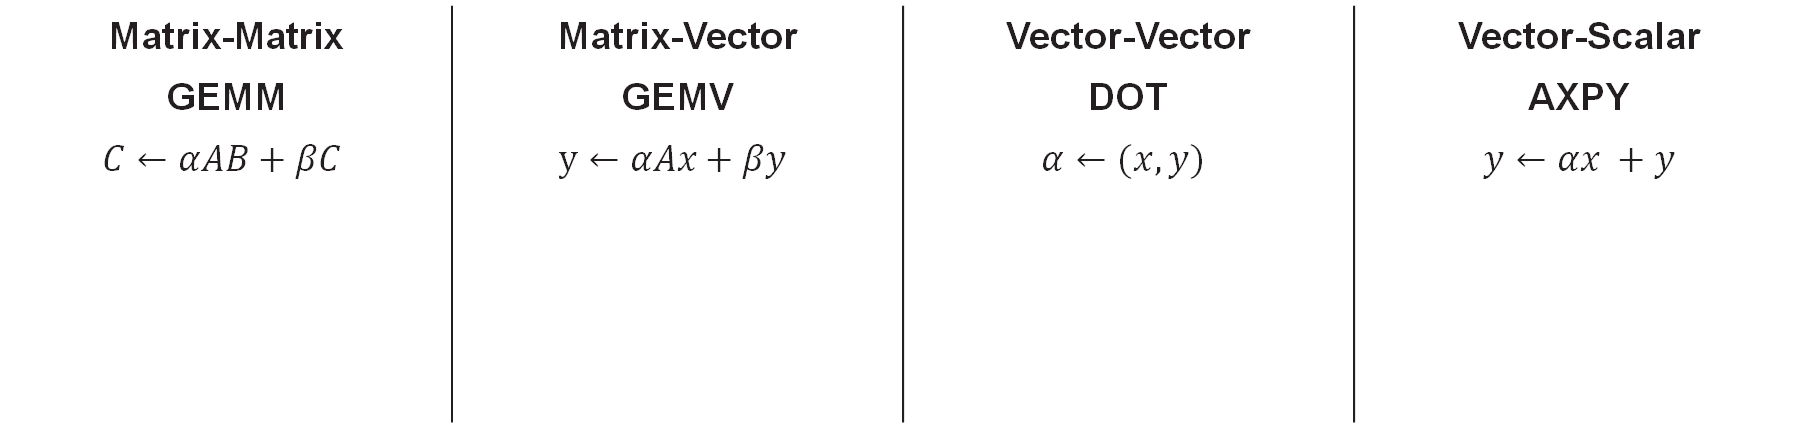 Matrix-Matrix
GEMM
C ← αAB + βC
Matrix-Vector
GEMV
y ← αAx + βy
Vector-Vector
DOT
α ← (x, y)
Vector-Scalar
AXPY
y ← αx + y